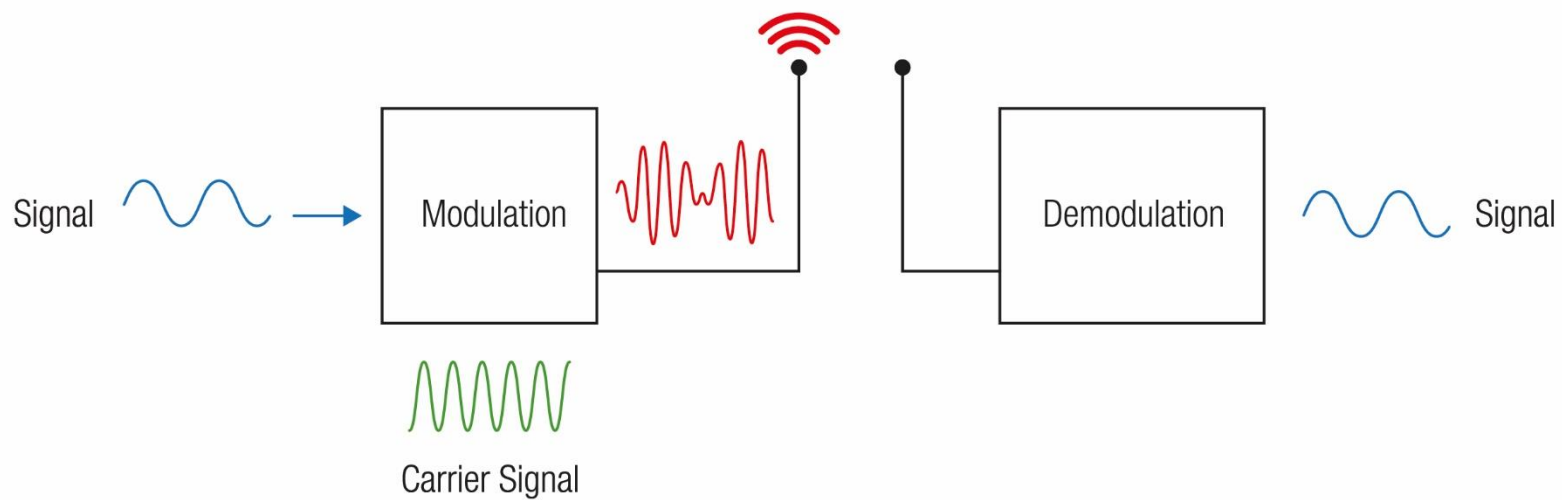 Signal
Modulation
Demodulation
Signal
Carrier Signal